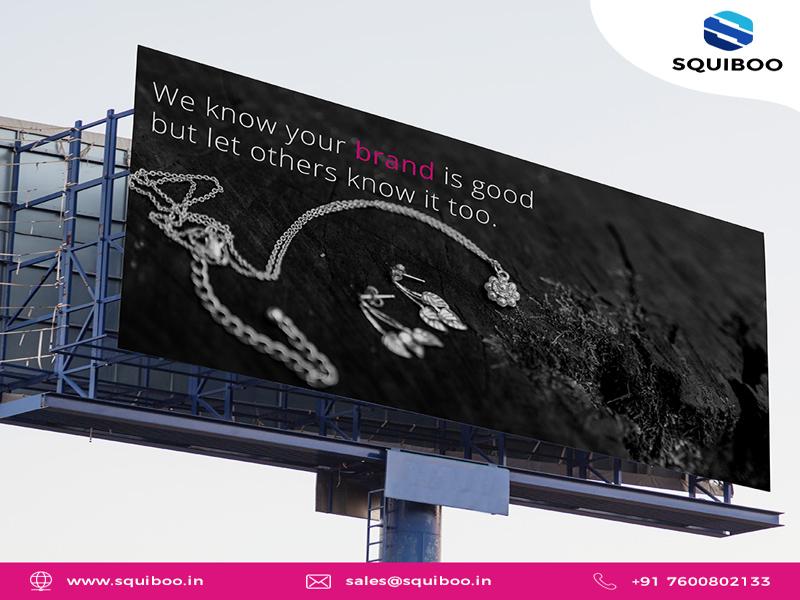 SQUIBOO
We know your brand is good
but let others know it too.
www.squiboo.in
sales@squiboo.in
+91 7600802133